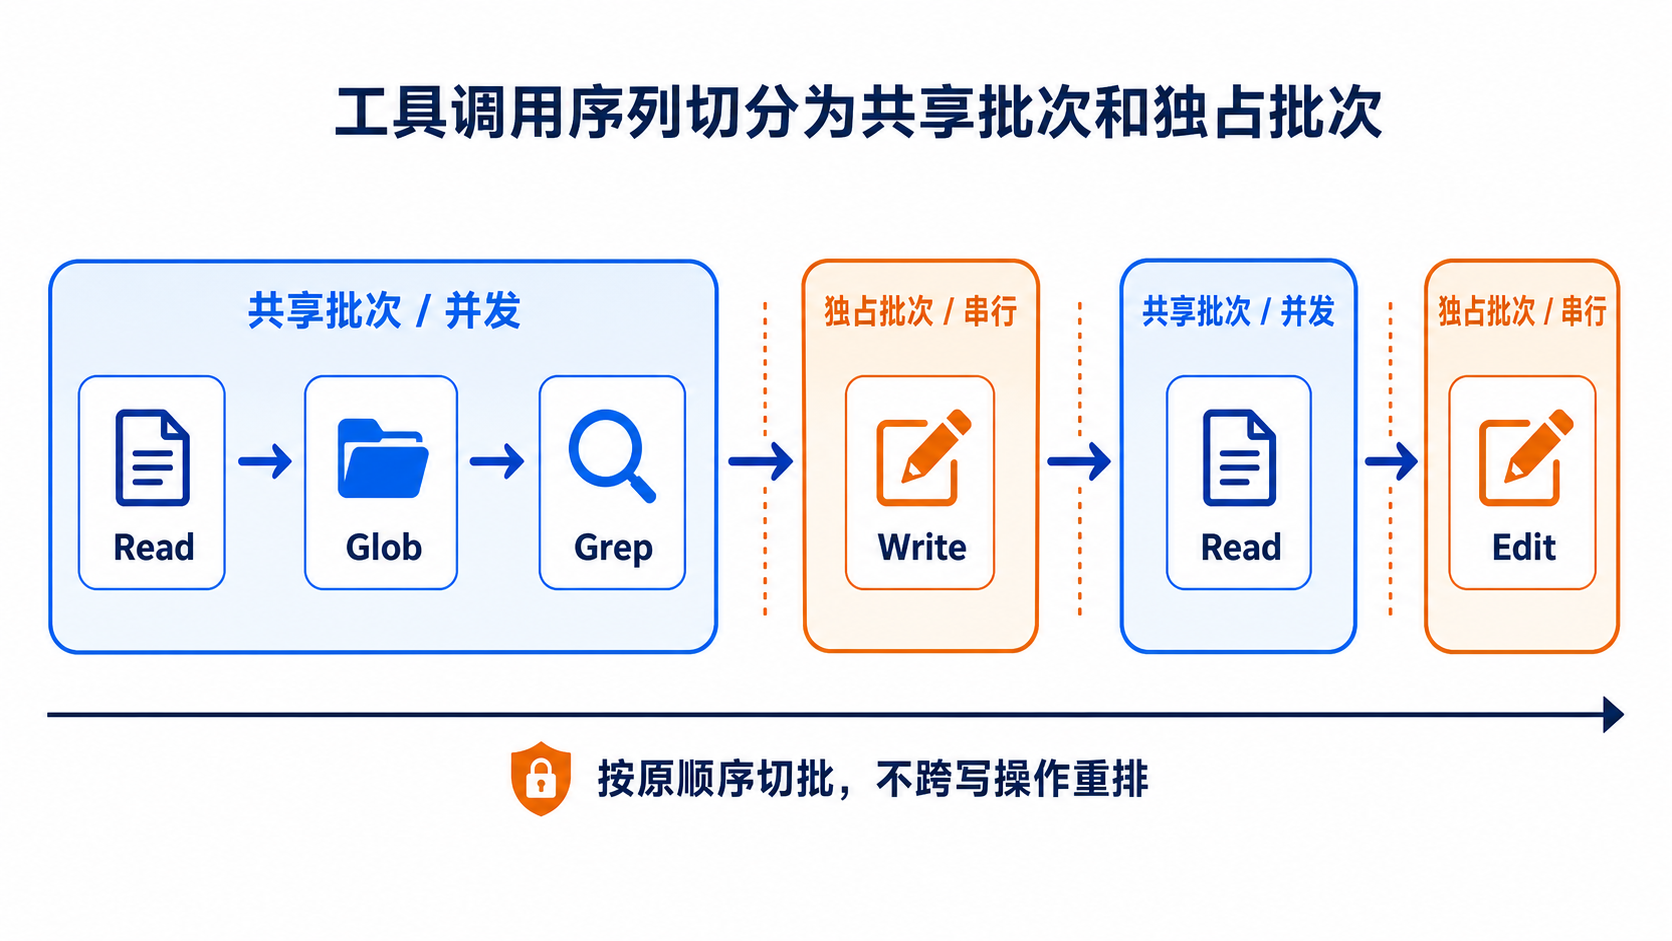 工具调用序列切分为共享批次和独占批次
共享批次 / 并发
Read
Glob
Grep
独占批次 / 串行
Write
共享批次 / 并发
Read
独占批次 / 串行
Edit
按原顺序切批，不跨写操作重排